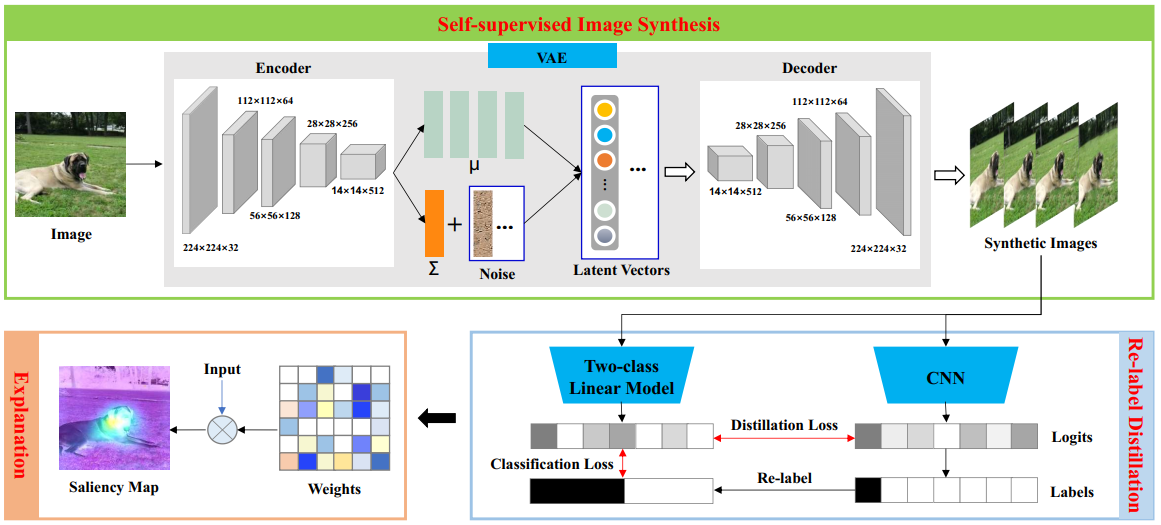 Self-supervised Image Synthesis
VAE
Encoder
Decoder
112×112×64
28×28×256
14×14×512
56×56×128
224×224×32
Image
μ
Σ
+
...
Noise
...
Latent Vectors
112×112×64
28×28×256
14×14×512
56×56×128
224×224×32
Synthetic Images
Explanation
Input
Saliency Map
Weights
Re-label Distillation
Two-class
Linear Model
CNN
Distillation Loss
Logits
Classification Loss
Re-label
Labels